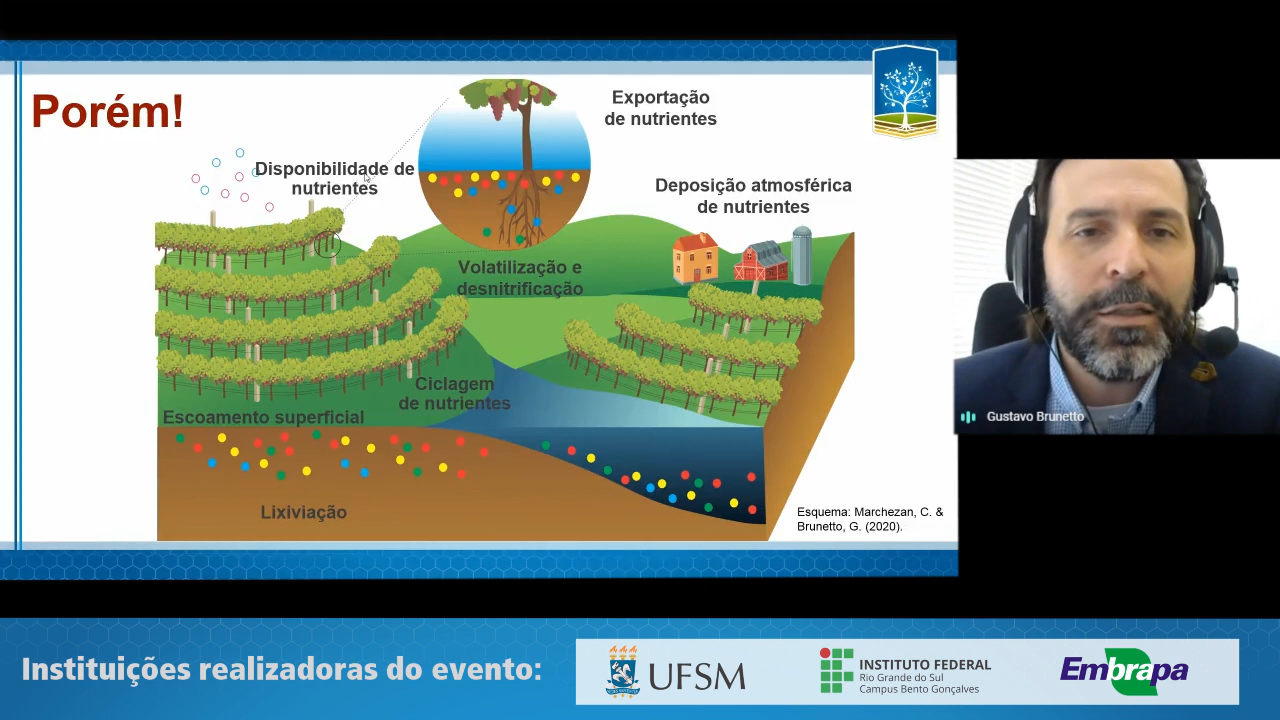 Porém!
Exportação
de nutrientes
Disponibilidade de
nutrientes
Deposição atmosférica
de nutrientes
Volatilização e
desnitrificação
Ciclagem
de nutrientes
Escoamento superficial
Lixiviação
Esquema: Marchezan, C. &
Brunetto, G. (2020).
Gustavo Brunetto
Instituições realizadoras do evento:
UFSM
INSTITUTO FEDERAL
Rio Grande do Sul
Campus Bento Gonçalves
Embrapa